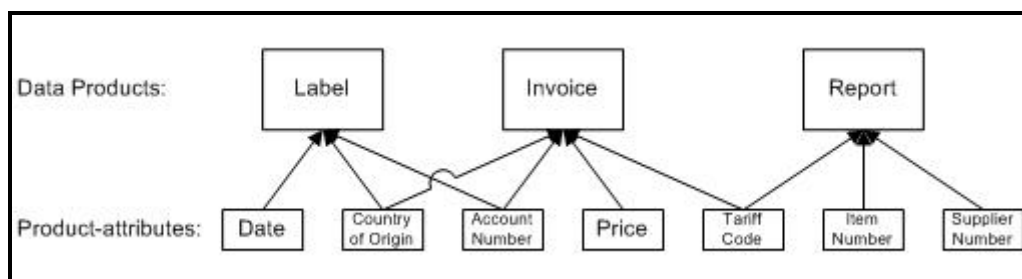 Data Products: Label Invoice Report
Product-attributes: Date Country of Origin Account Number Price Tariff Code Item Number Supplier Number